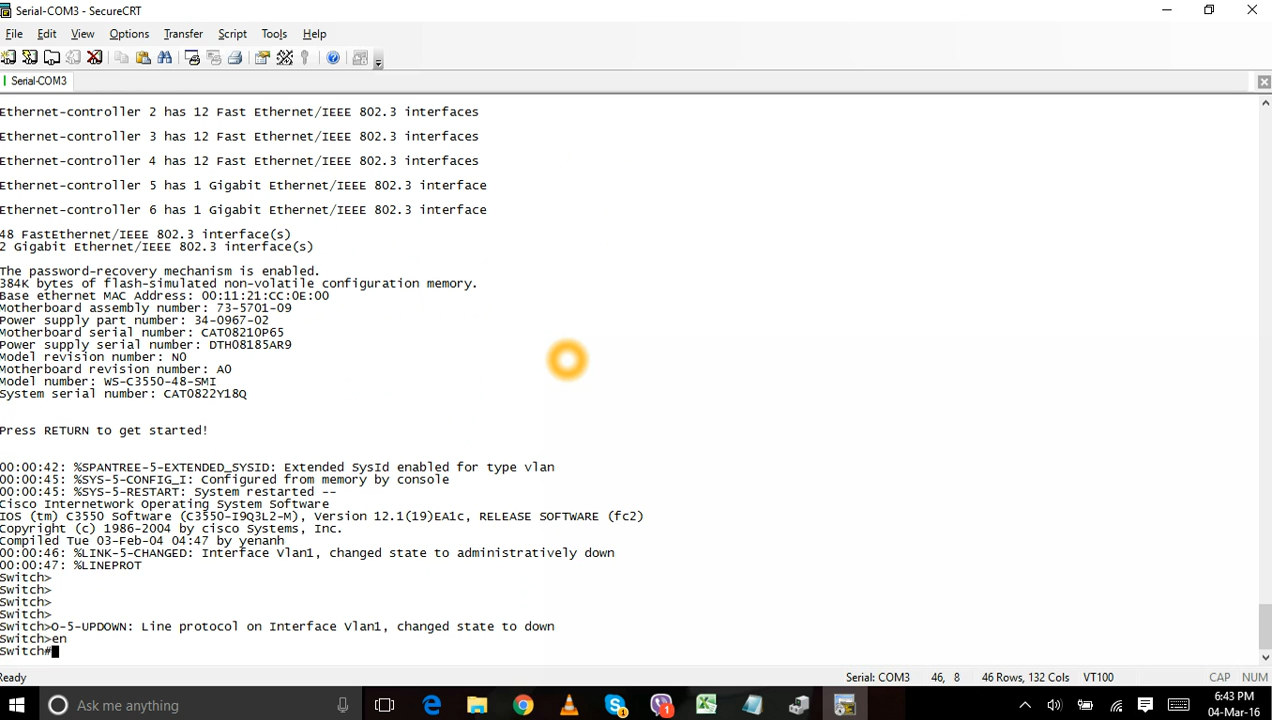 Serial-COM3 - SecureCRT
File Edit View Options Transfer Script Tools Help
Serial-COM3
Ethernet-controller 2 has 12 Fast Ethernet/IEEE 802.3 interfaces
Ethernet-controller 3 has 12 Fast Ethernet/IEEE 802.3 interfaces
Ethernet-controller 4 has 12 Fast Ethernet/IEEE 802.3 interfaces
Ethernet-controller 5 has 1 Gigabit Ethernet/IEEE 802.3 interface
Ethernet-controller 6 has 1 Gigabit Ethernet/IEEE 802.3 interface
48 FastEthernet/IEEE 802.3 interface(s)
2 Gigabit Ethernet/IEEE 802.3 interface(s)
The password-recovery mechanism is enabled.
384K bytes of flash-simulated non-volatile configuration memory.
Base ethernet MAC Address: 00:11:21:CC:0E:00
Motherboard assembly number: 73-5701-09
Power supply part number: 34-0967-02
Motherboard serial number: CAT08210P65
Power supply serial number: DTH08185AR9
Model revision number: N0
Motherboard revision number: A0
Model number: WS-C3550-48-SMI
System serial number: CAT0822Y18Q
Press RETURN to get started!
00:00:42: %SPANTREE-5-EXTENDED_SYSID: Extended SysId enabled for type vlan
00:00:45: %SYS-5-CONFIG_I: Configured from memory by console
00:00:45: %SYS-5-RESTART: System restarted --
Cisco Internetwork Operating System Software
IOS (tm) C3550 Software (C3550-I9Q3L2-M), Version 12.1(19)EA1c, RELEASE SOFTWARE (fc2)
Copyright (c) 1986-2004 by cisco Systems, Inc.
Compiled Tue 03-Feb-04 04:47 by yenanh
00:00:46: %LINK-5-CHANGED: Interface Vlan1, changed state to administratively down
00:00:47: %LINEPROT
Switch>
Switch>
Switch>
Switch>
Switch>O-5-UPDOWN: Line protocol on Interface Vlan1, changed state to down
Switch>en
Switch#
Ready Serial: COM3 46, 8 46 Rows, 132 Cols VT100 CAP NUM
Ask me anything
1
6:43 PM
04-Mar-16